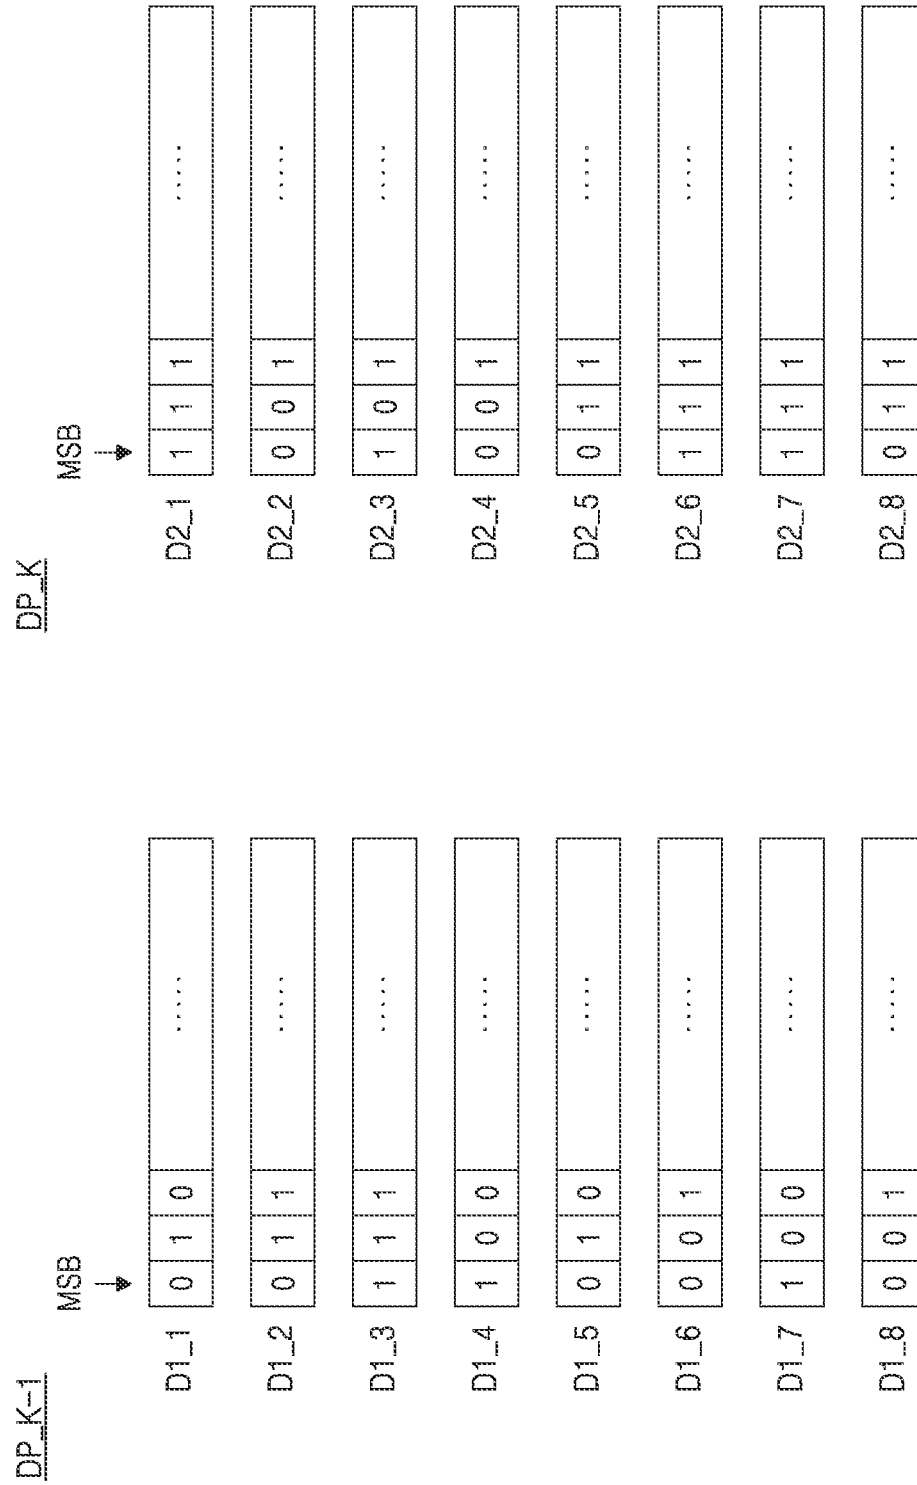 DP_K-1
MSB
D1_1 0 1 0 .....
D1_2 0 1 1 .....
D1_3 1 1 1 .....
D1_4 1 0 0 .....
D1_5 0 1 0 .....
D1_6 0 0 1 .....
D1_7 1 0 0 .....
D1_8 0 0 1 .....
DP_K
MSB
D2_1 1 1 1 .....
D2_2 0 0 1 .....
D2_3 1 0 1 .....
D2_4 0 0 1 .....
D2_5 0 1 1 .....
D2_6 1 1 1 .....
D2_7 1 1 1 .....
D2_8 0 1 1 .....